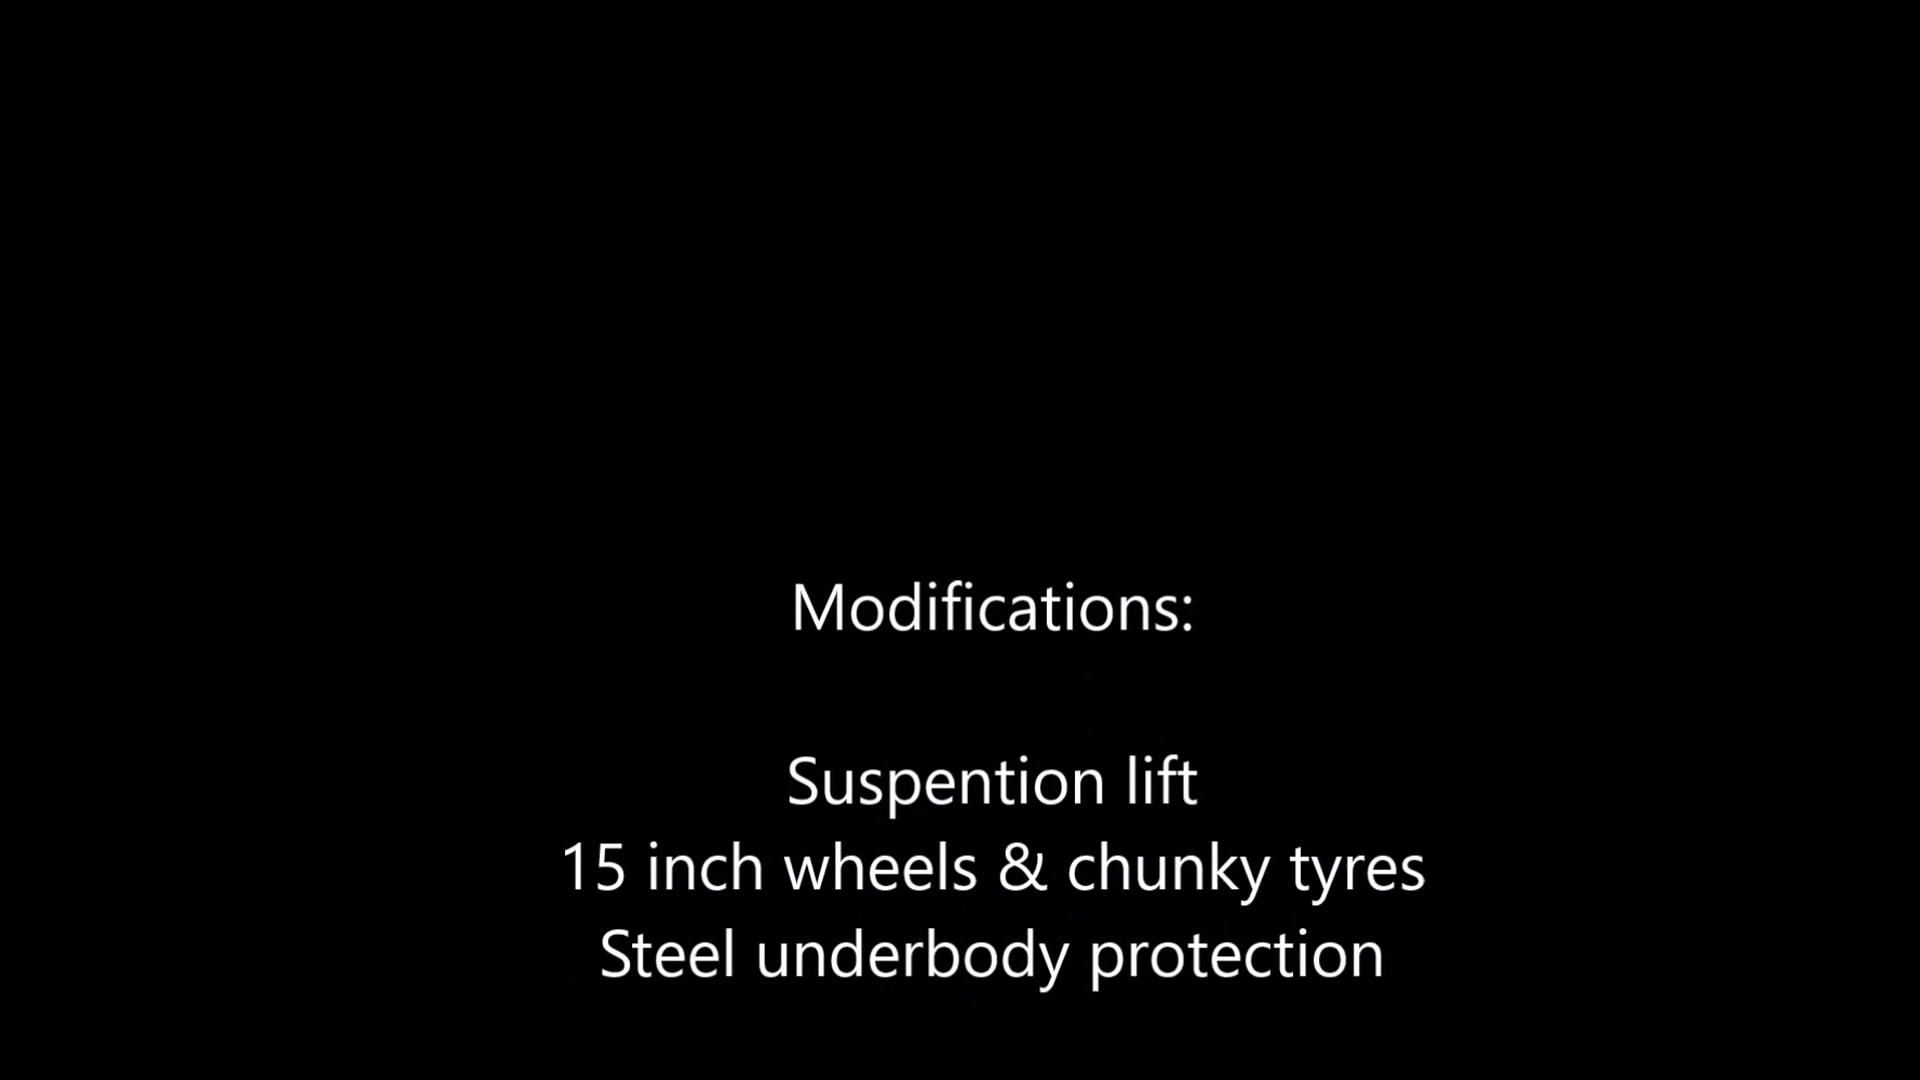 Modifications:
Suspention lift
15 inch wheels & chunky tyres
Steel underbody protection